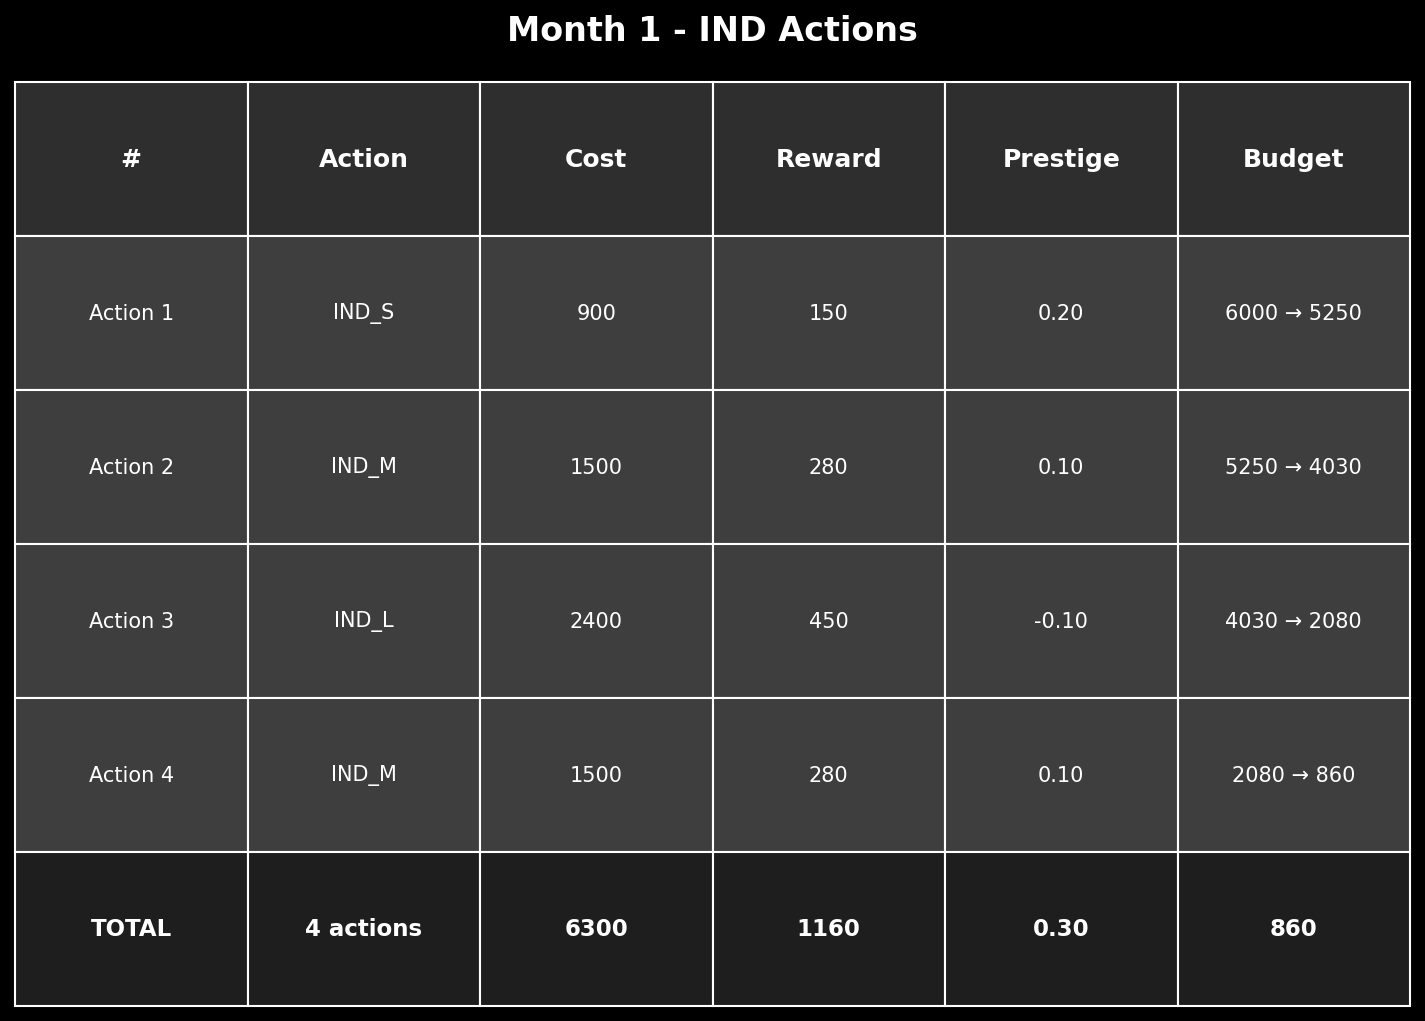 Month 1 - IND Actions
# Action Cost Reward Prestige Budget
Action 1 IND_S 900 150 0.20 6000 → 5250
Action 2 IND_M 1500 280 0.10 5250 → 4030
Action 3 IND_L 2400 450 -0.10 4030 → 2080
Action 4 IND_M 1500 280 0.10 2080 → 860
TOTAL 4 actions 6300 1160 0.30 860